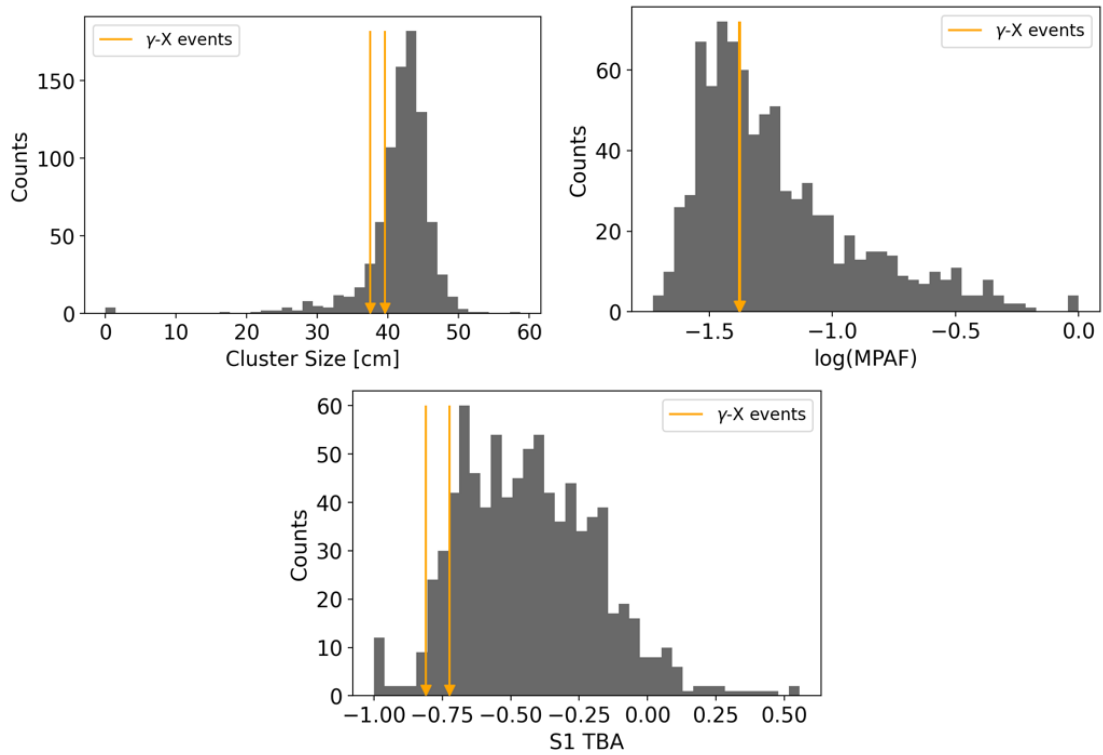 γ-X events
150
100
50
0
Counts
0 10 20 30 40 50 60
Cluster Size [cm]
γ-X events
60
40
20
0
Counts
−1.5 −1.0 −0.5 0.0
log(MPAF)
γ-X events
60
50
40
30
20
10
0
Counts
−1.00 −0.75 −0.50 −0.25 0.00 0.25 0.50
S1 TBA